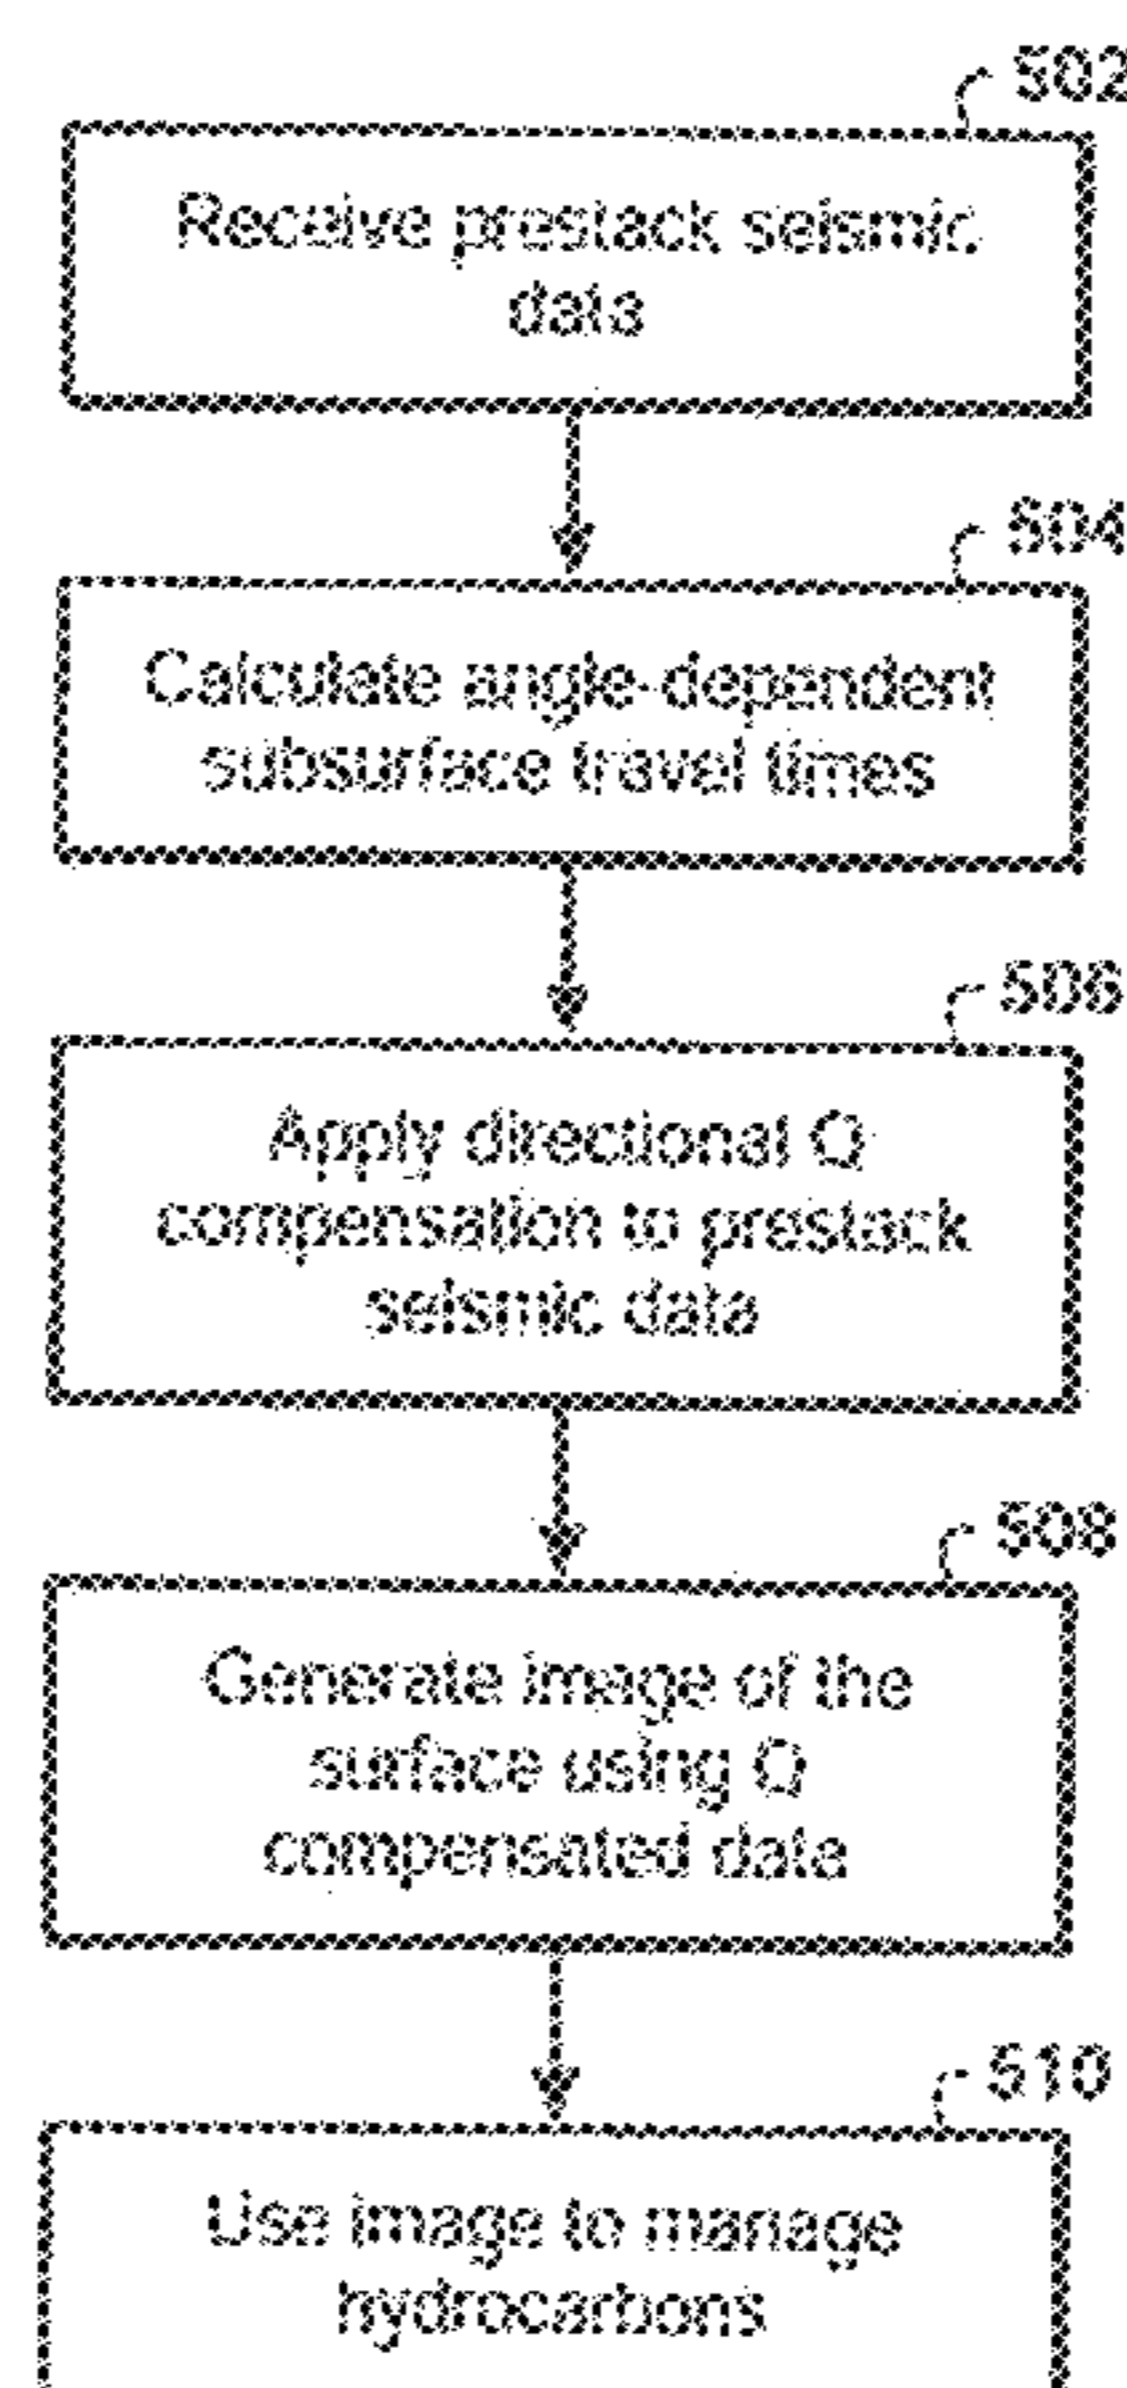 502
Receive prestack seismic
data
504
Calculate angle-dependent
subsurface travel times
506
Apply directional Q
compensation to prestack
seismic data
508
Generate image of the
surface using Q
compensated data
510
Use image to manage
hydrocarbons